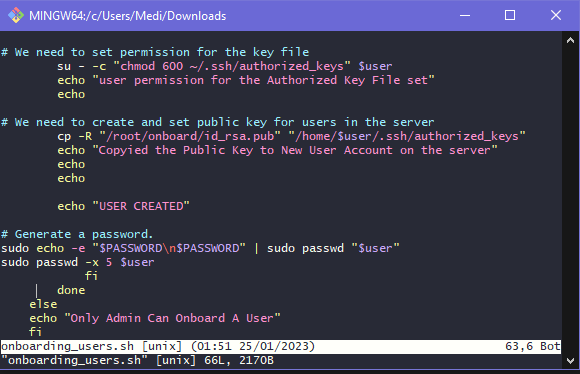 MINGW64:/c/Users/Medi/Downloads
# We need to set permission for the key file
su - -c "chmod 600 ~/.ssh/authorized_keys" $user
echo "user permission for the Authorized Key File set"
echo
# We need to create and set public key for users in the server
cp -R "/root/onboard/id_rsa.pub" "/home/$user/.ssh/authorized_keys"
echo "Copyied the Public Key to New User Account on the server"
echo
echo
echo "USER CREATED"
# Generate a password.
sudo echo -e "$PASSWORD\n$PASSWORD" | sudo passwd "$user"
sudo passwd -x 5 $user
fi
done
else
echo "Only Admin Can Onboard A User"
fi
onboarding_users.sh [unix] (01:51 25/01/2023) 63,6 Bot
"onboarding_users.sh" [unix] 66L, 2170B